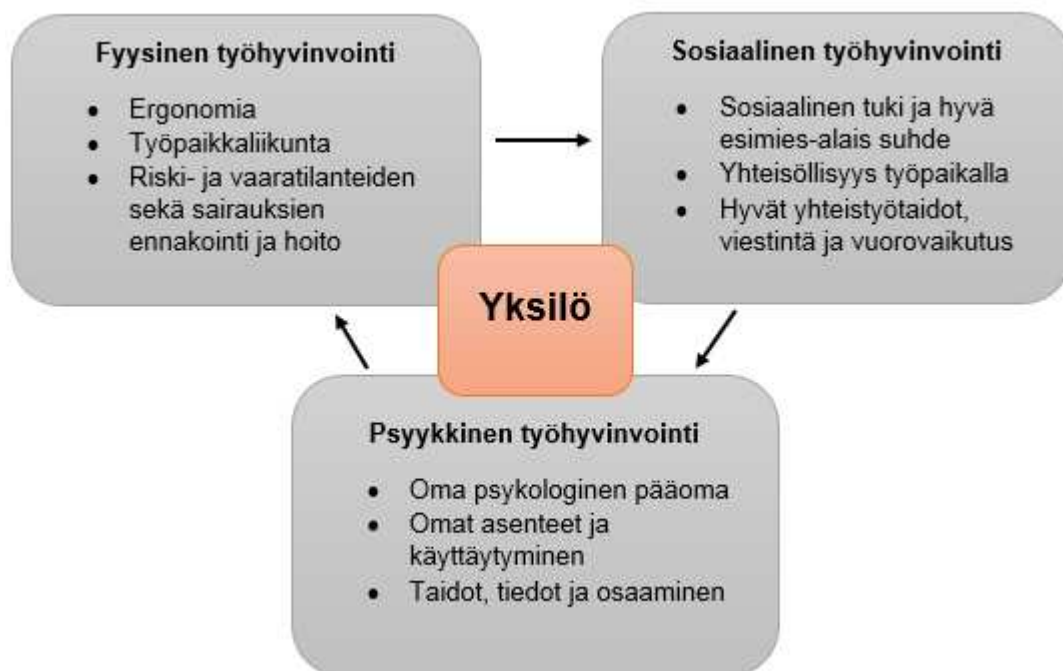 Fyysinen työhyvinvointi
• Ergonomia
• Työpaikkaliikunta
• Riski- ja vaaratilanteiden
sekä sairauksien
ennakointi ja hoito
Sosiaalinen työhyvinvointi
• Sosiaalinen tuki ja hyvä
esimies-alais suhde
• Yhteisöllisyys työpaikalla
• Hyvät yhteistyötaidot,
viestintä ja vuorovaikutus
Yksilö
Psyykkinen työhyvinvointi
• Oma psykologinen pääoma
• Omat asenteet ja
käyttäytyminen
• Taidot, tiedot ja osaaminen